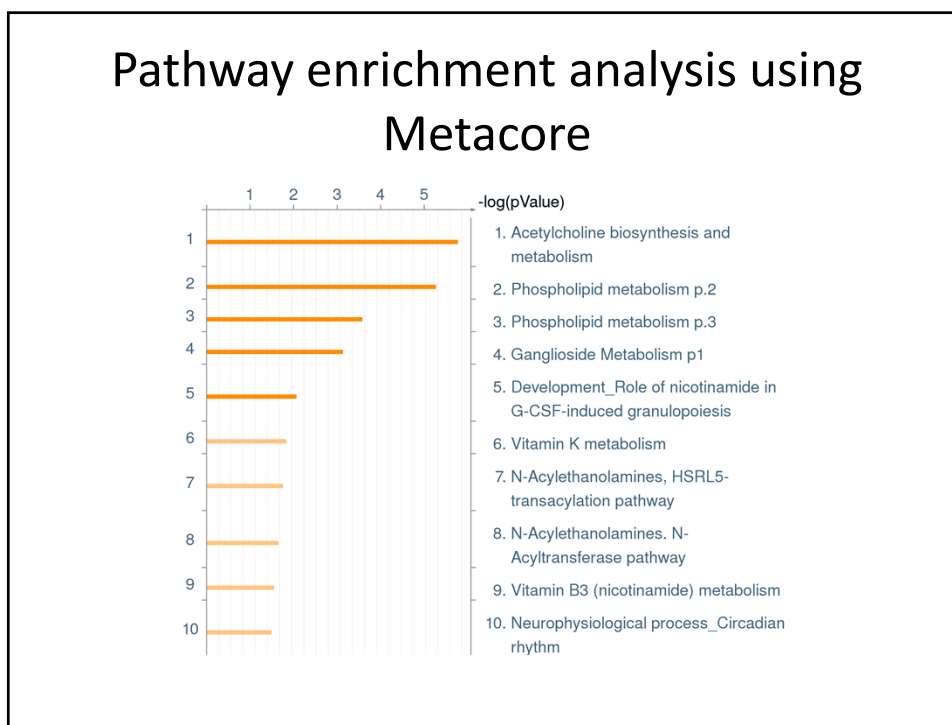 Pathway enrichment analysis using
Metacore
1 2 3 4 5
-log(pValue)
1
2
3
4
5
6
7
8
9
10
1. Acetylcholine biosynthesis and
metabolism
2. Phospholipid metabolism p.2
3. Phospholipid metabolism p.3
4. Ganglioside Metabolism p1
5. Development_Role of nicotinamide in
G-CSF-induced granulopoiesis
6. Vitamin K metabolism
7. N-Acylethanolamines, HSRL5-
transacylation pathway
8. N-Acylethanolamines. N-
Acyltransferase pathway
9. Vitamin B3 (nicotinamide) metabolism
10. Neurophysiological process_Circadian
rhythm